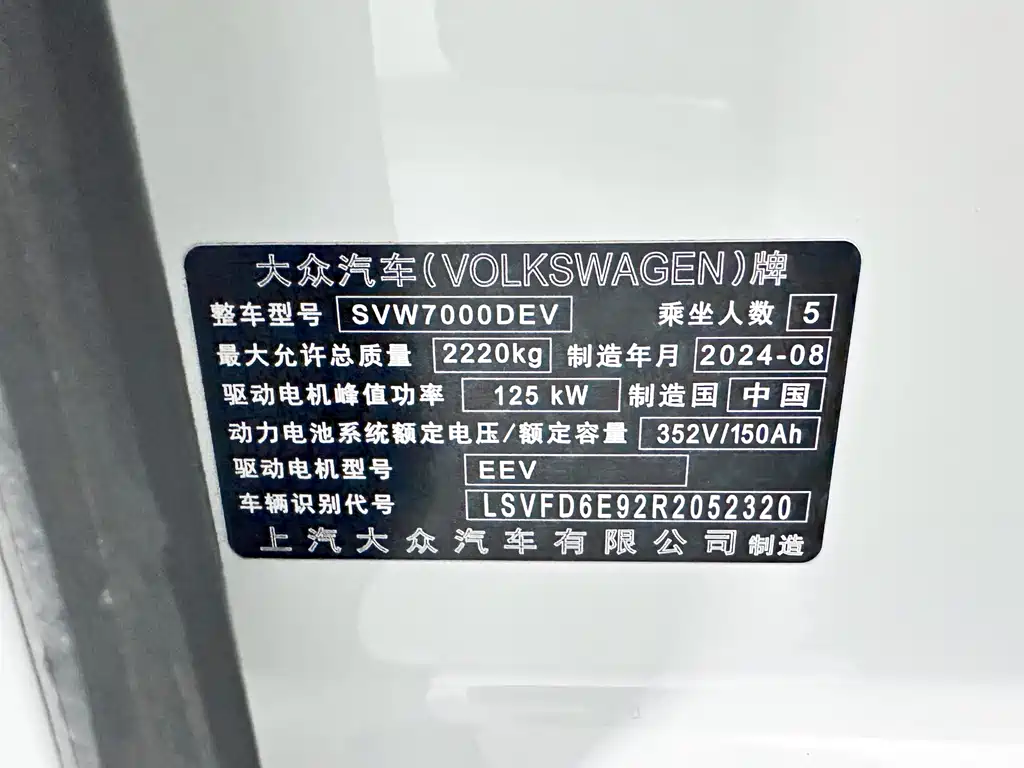 大众汽车(VOLKSWAGEN)牌
整车型号 SVW7000DEV 乘坐人数 5
最大允许总质量 2220kg 制造年月 2024-08
驱动电机峰值功率 125 kW 制造国 中国
动力电池系统额定电压/额定容量 352V/150Ah
驱动电机型号 EEV
车辆识别代号 LSVFD6E92R2052320
上汽大众汽车有限公司 制造